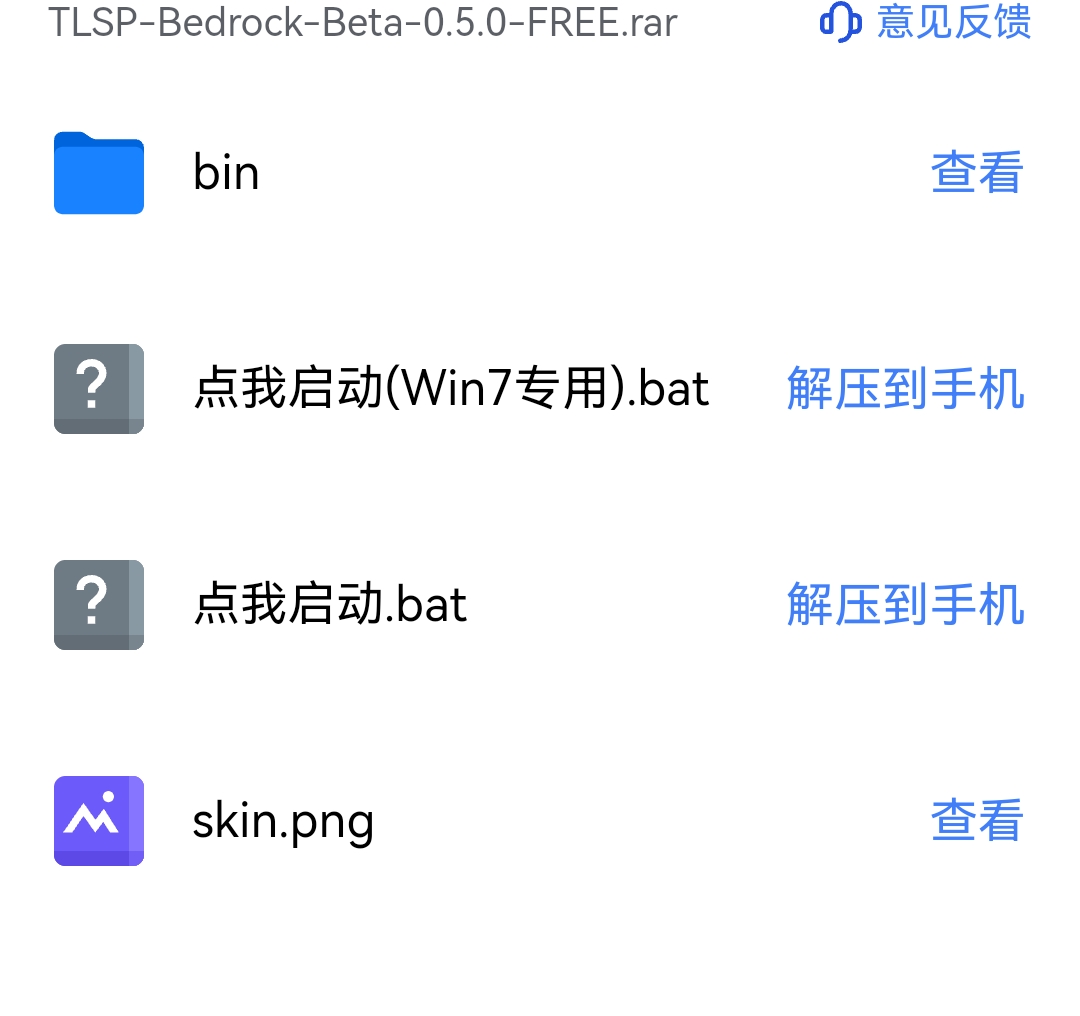 TLSP-Bedrock-Beta-0.5.0-FREE.rar 意见反馈
bin 查看
点我启动(Win7专用).bat 解压到手机
点我启动.bat 解压到手机
skin.png 查看